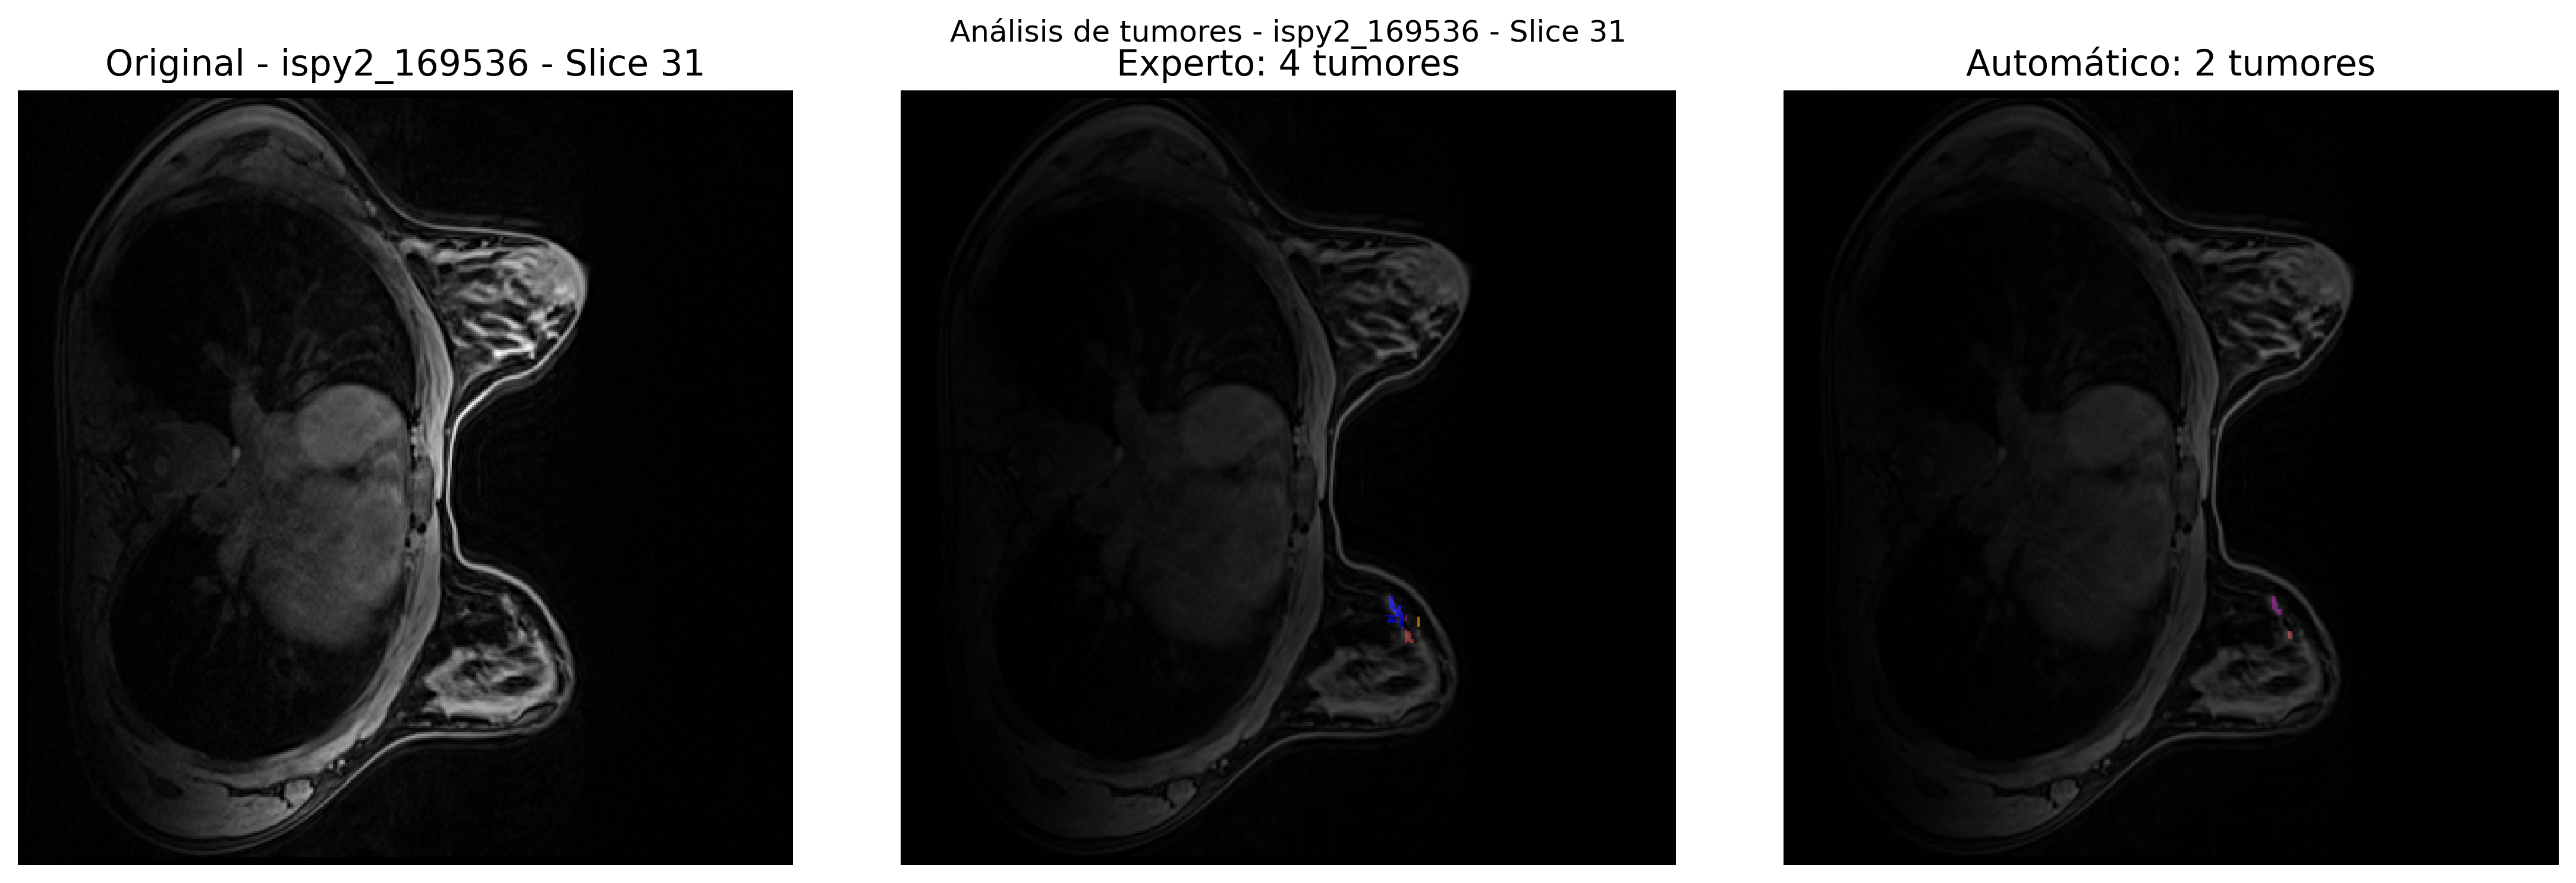 Análisis de tumores - ispy2_169536 - Slice 31
Original - ispy2_169536 - Slice 31
Experto: 4 tumores
Automático: 2 tumores